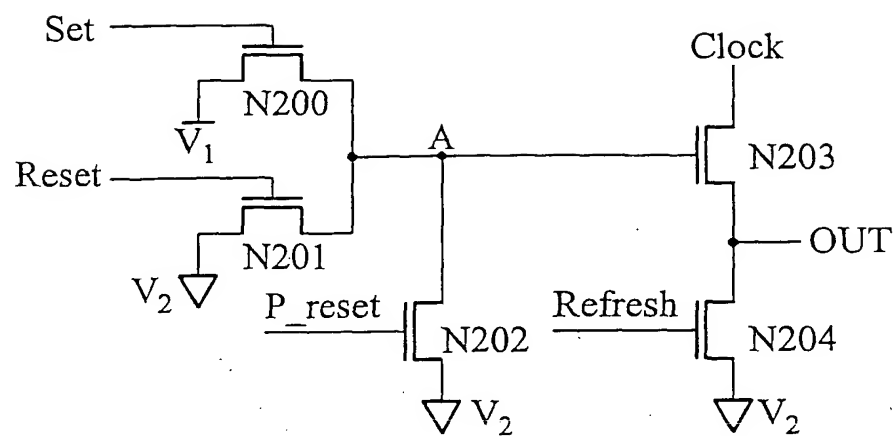 Set
Clock
N200
V1
A
N203
Reset
OUT
N201
V2
P_reset
Refresh
N202
N204
V2
V2